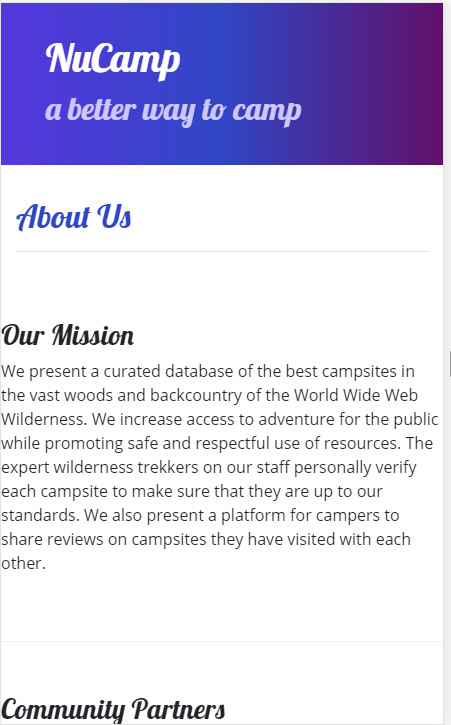 NuCamp
a better way to camp
About Us
Our Mission
We present a curated database of the best campsites in
the vast woods and backcountry of the World Wide Web
Wilderness. We increase access to adventure for the public
while promoting safe and respectful use of resources. The
expert wilderness trekkers on our staff personally verify
each campsite to make sure that they are up to our
standards. We also present a platform for campers to
share reviews on campsites they have visited with each
other.
Community Partners